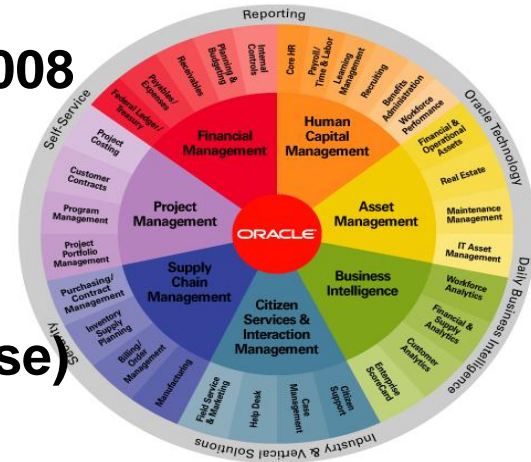 008
se)
Reporting
Oracle Technology
Daily Business Intelligence
Industry & Vertical Solutions
Security
Self-Service
ORACLE
Financial
Management
Federal Ledger/
Treasury
Payables/
Expenses
Receivables
Planning &
Budgeting
Internal
Controls
Human
Capital
Management
Core HR
Payroll/
Time & Labor
Learning
Management
Recruiting
Benefits
Administration
Workforce
Performance
Asset
Management
Financial &
Operational
Assets
Real Estate
Maintenance
Management
IT Asset
Management
Business
Intelligence
Workforce
Analytics
Financial &
Supply
Analytics
Customer
Analytics
Enterprise
ScoreCard
Citizen
Services &
Interaction
Management
Citizen
Support
Case
Management
Help Desk
Field Service
& Marketing
Supply
Chain
Management
Manufacturing
Billing/
Order
Management
Inventory
Supply
Planning
Purchasing/
Contract
Management
Project
Management
Project
Portfolio
Management
Program
Management
Customer
Contracts
Project
Costing